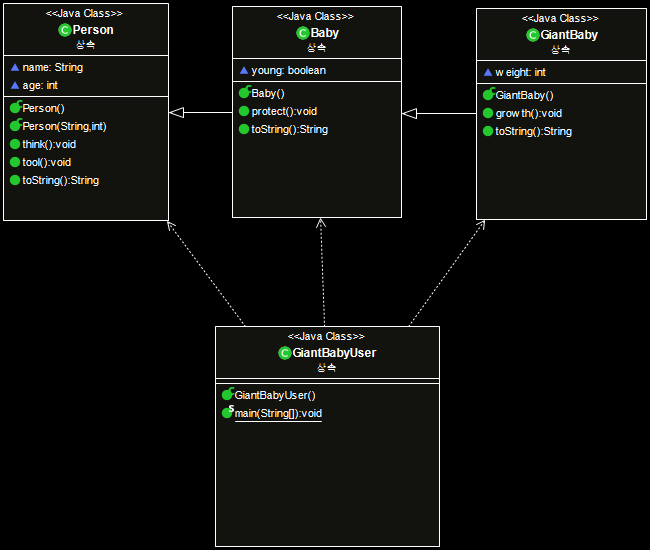 <<Java Class>>
Person
상속
name: String
age: int
Person()
Person(String,int)
think():void
tool():void
toString():String
<<Java Class>>
Baby
상속
young: boolean
Baby()
protect():void
toString():String
<<Java Class>>
GiantBaby
상속
weight: int
GiantBaby()
growth():void
toString():String
<<Java Class>>
GiantBabyUser
상속
GiantBabyUser()
main(String[]):void